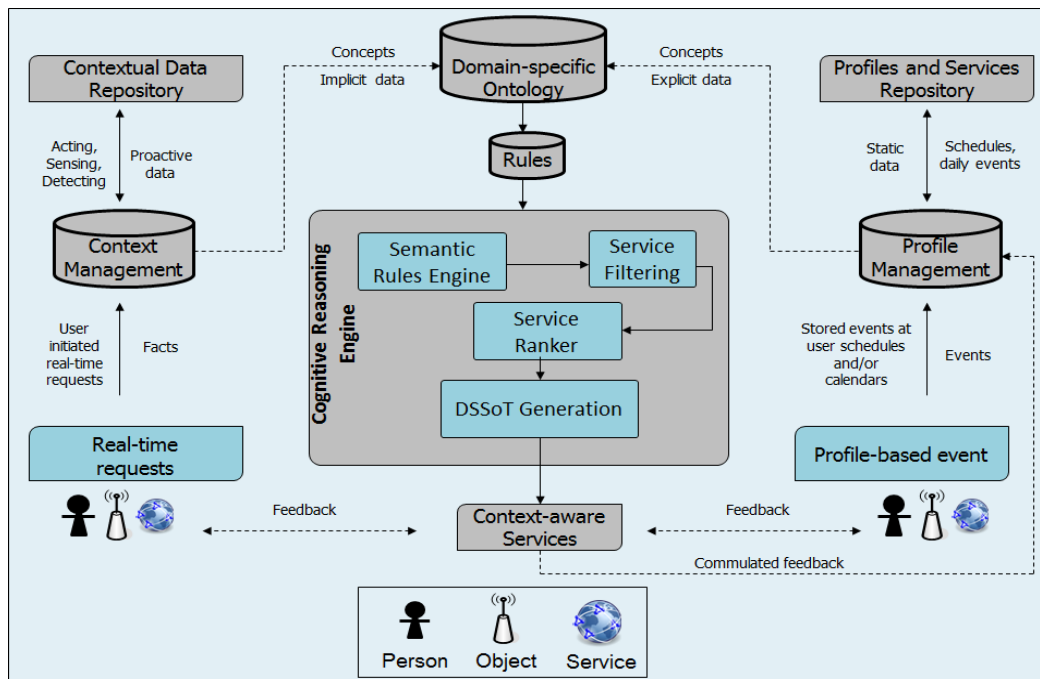 Contextual Data
Repository
Concepts
Implicit data
Domain-specific
Ontology
Concepts
Explicit data
Profiles and Services
Repository
Acting,
Sensing,
Detecting
Proactive
data
Rules
Static
data
Schedules,
daily events
Context
Management
Profile
Management
Cognitive Reasoning
Engine
Semantic
Rules Engine
Service
Filtering
Service
Ranker
DSSoT Generation
User
initiated
real-time
requests
Facts
Stored events at
user schedules
and/or
calendars
Events
Real-time
requests
Profile-based event
Feedback
Context-aware
Services
Feedback
Commulated feedback
Person
Object
Service